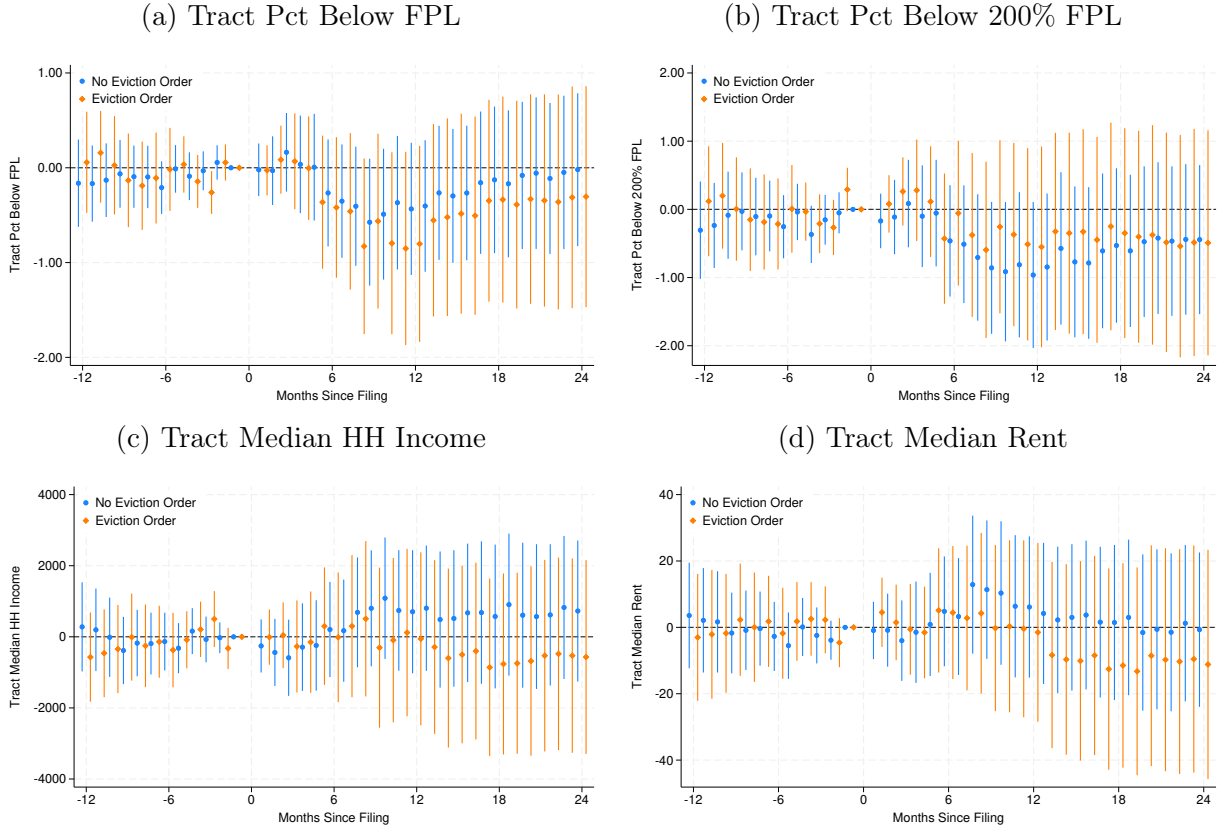 (a) Tract Pct Below FPL
1.00
0.00
-1.00
-2.00
Tract Pct Below FPL
No Eviction Order
Eviction Order
-12 -6 0 6 12 18 24
Months Since Filing
(b) Tract Pct Below 200% FPL
2.00
1.00
0.00
-1.00
-2.00
Tract Pct Below 200% FPL
No Eviction Order
Eviction Order
-12 -6 0 6 12 18 24
Months Since Filing
(c) Tract Median HH Income
4000
2000
0
-2000
-4000
Tract Median HH Income
No Eviction Order
Eviction Order
-12 -6 0 6 12 18 24
Months Since Filing
(d) Tract Median Rent
40
20
0
-20
-40
Tract Median Rent
No Eviction Order
Eviction Order
-12 -6 0 6 12 18 24
Months Since Filing